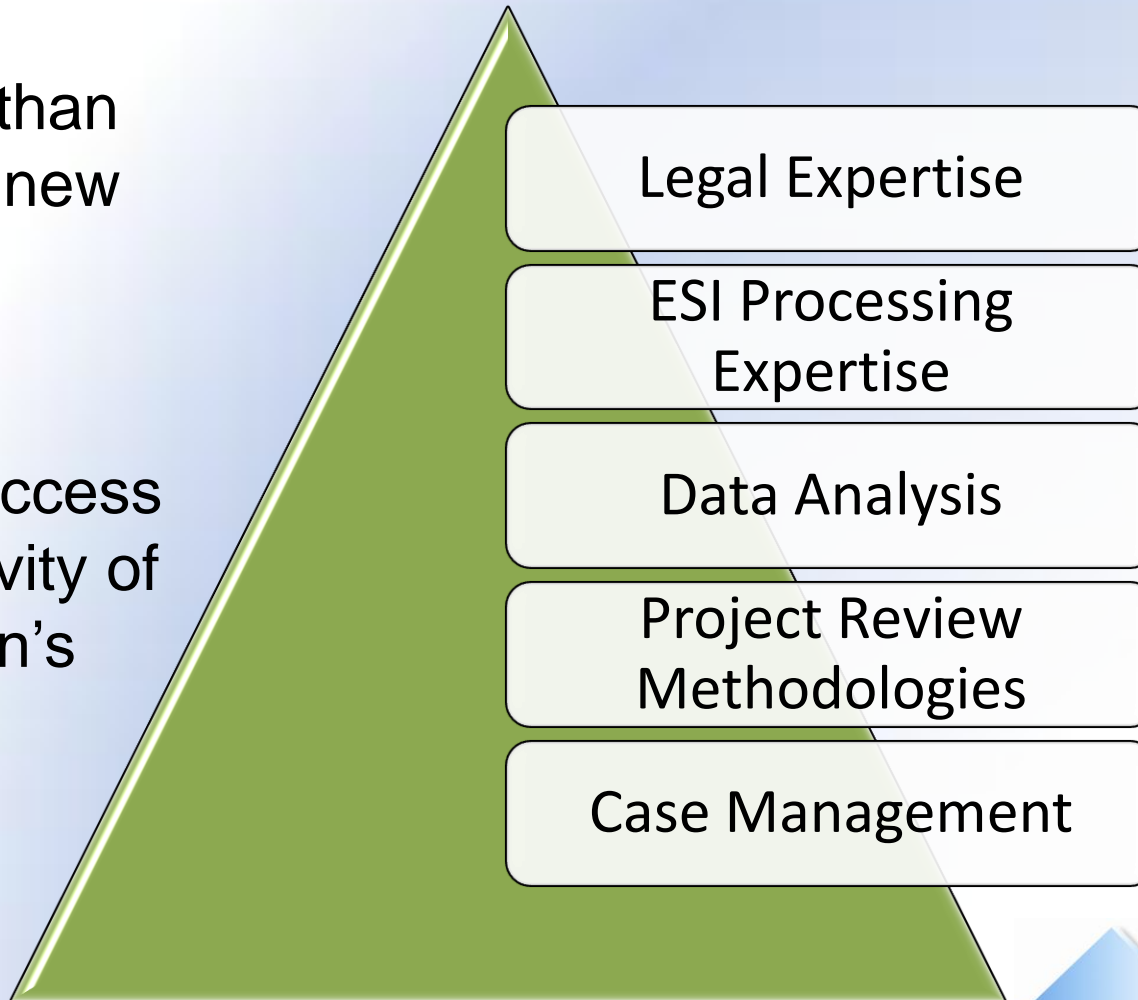 than
new
ccess
vity of
n's
Legal Expertise
ESI Processing
Expertise
Data Analysis
Project Review
Methodologies
Case Management